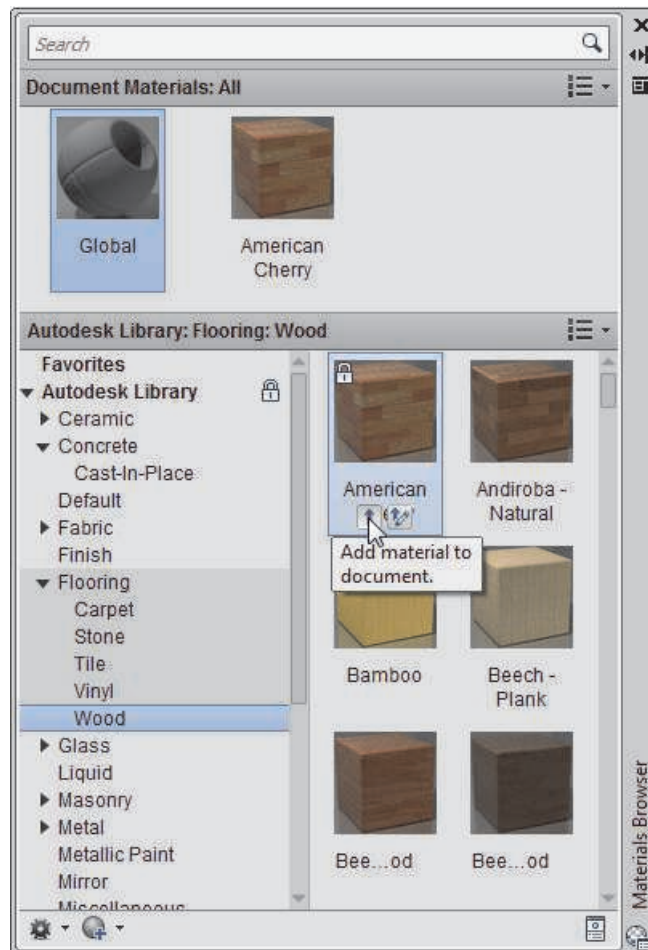 Search
Document Materials: All
Global
American
Cherry
Autodesk Library: Flooring: Wood
Favorites
Autodesk Library
Ceramic
Concrete
Cast-In-Place
Default
Fabric
Finish
Flooring
Carpet
Stone
Tile
Vinyl
Wood
Glass
Liquid
Masonry
Metal
Metallic Paint
Mirror
Miscellaneous
American
Andiroba -
Natural
Add material to
document.
Bamboo
Beech -
Plank
Bee...od
Bee...od
Materials Browser